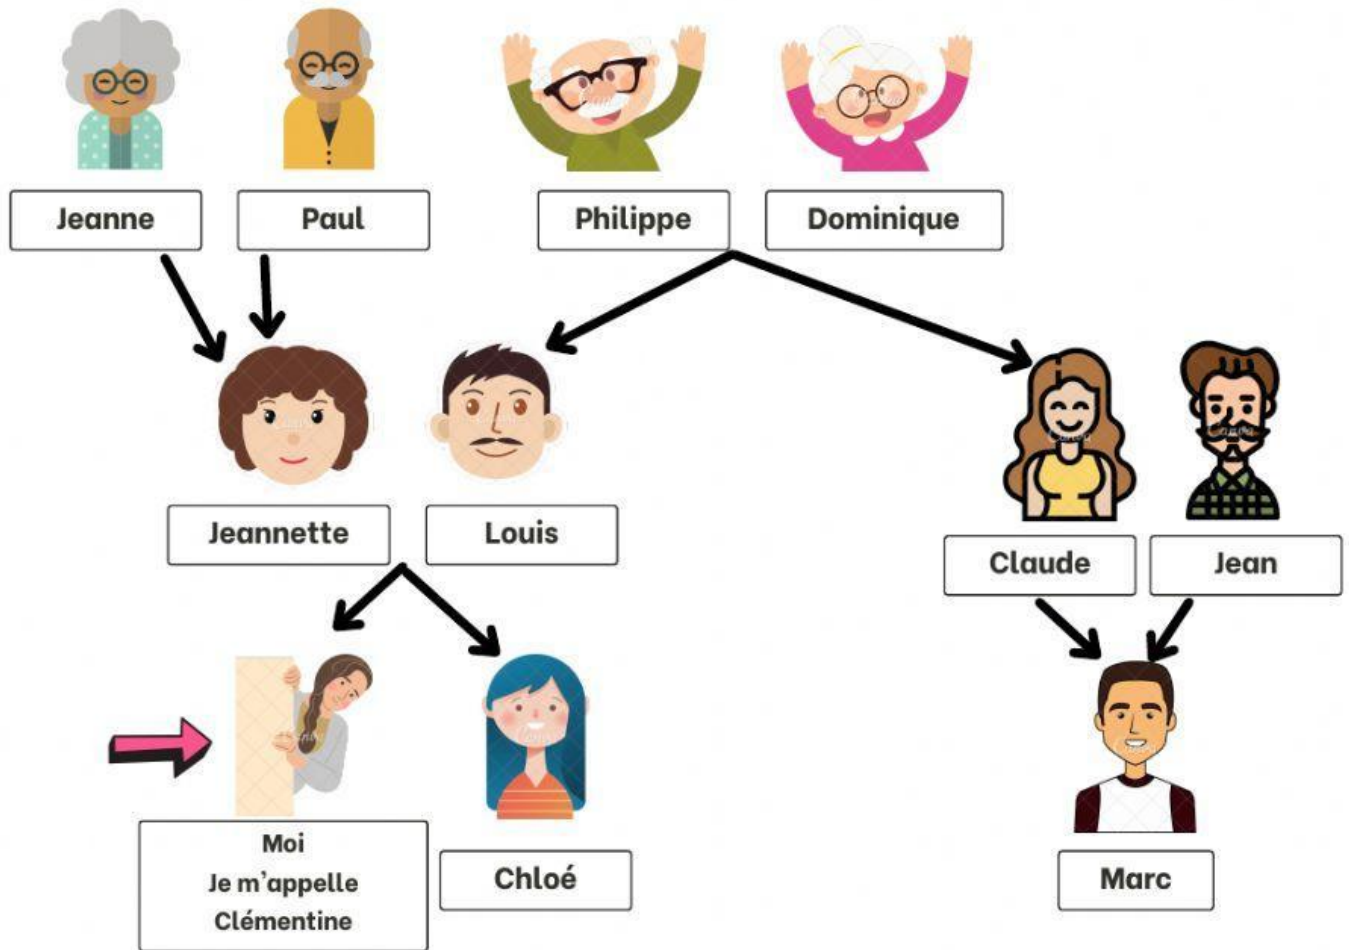 Jeanne
Paul
Philippe
Dominique
Jeannette
Louis
Claude
Jean
Moi
Je m'appelle
Clémentine
Chloé
Marc